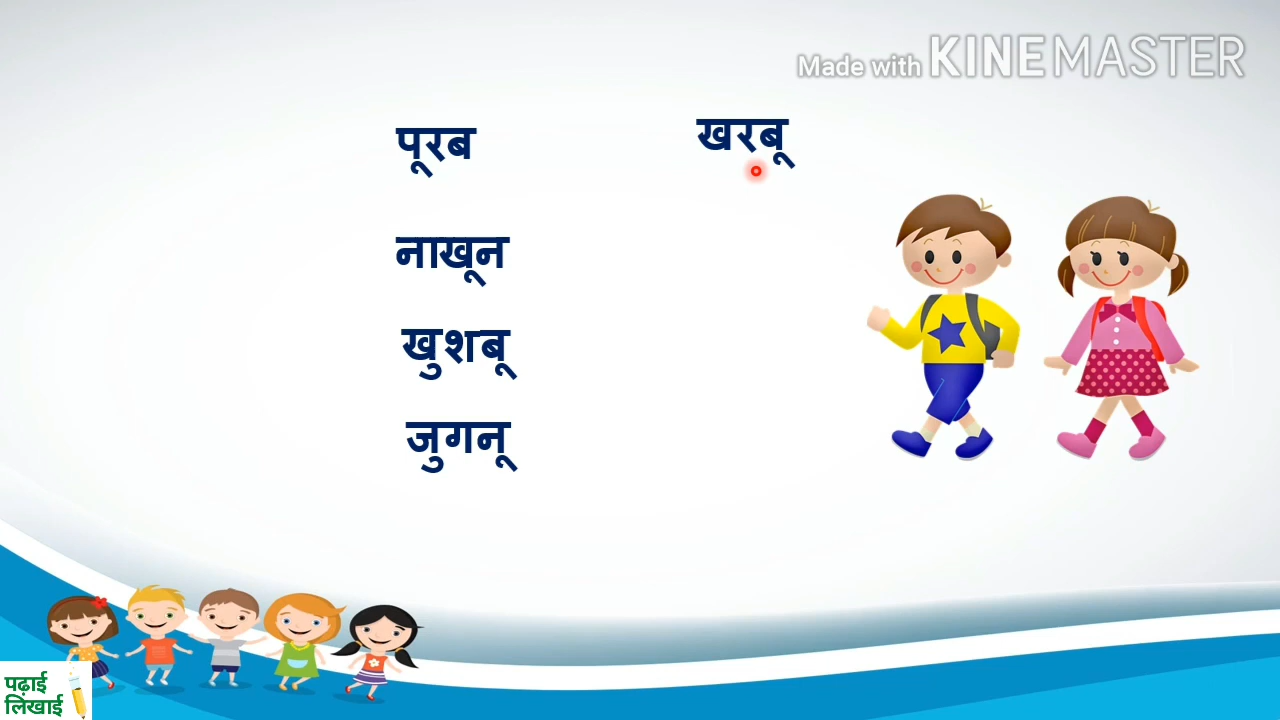 Made with KINEMASTER
पूरब
खरबू
नाखून
खुशबू
जुगनू
पढ़ाई
लिखाई